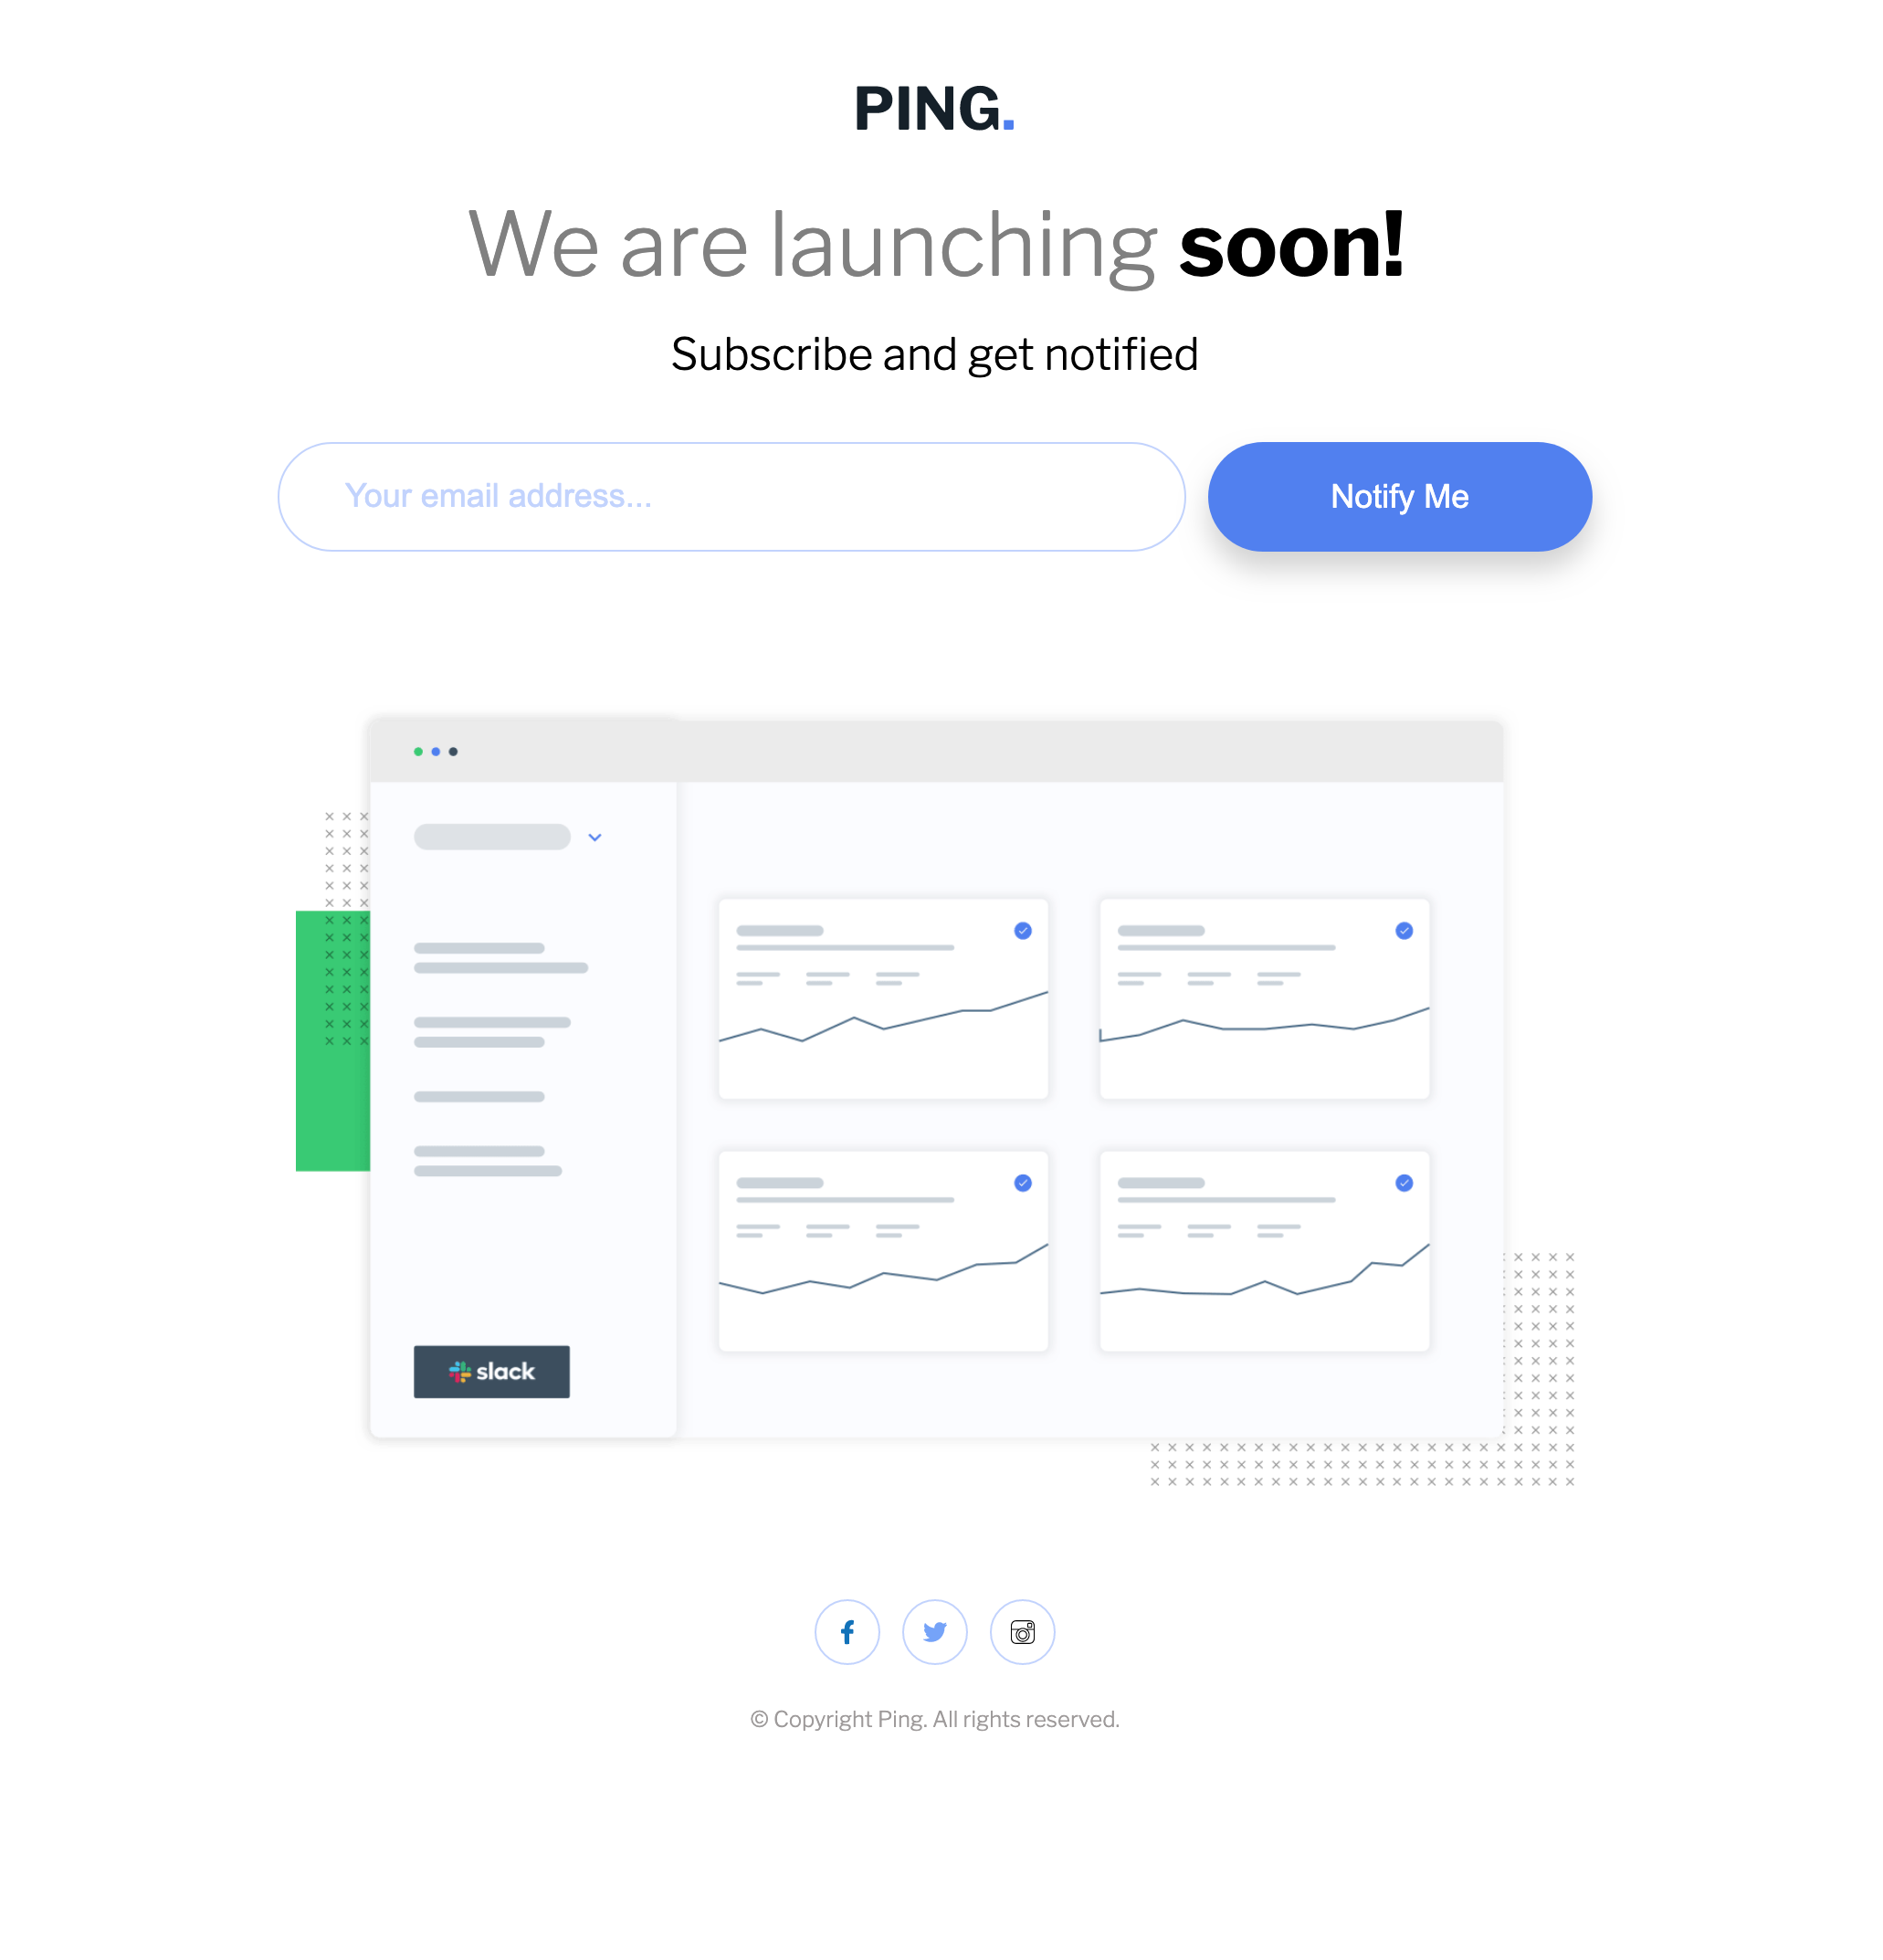 PING.
We are launching soon!
Subscribe and get notified
Your email address...
Notify Me
slack
© Copyright Ping. All rights reserved.